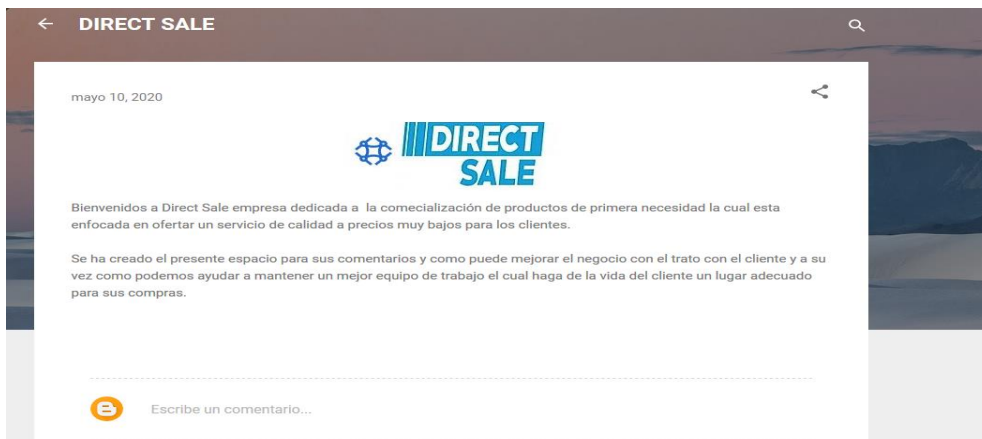 DIRECT SALE
mayo 10, 2020
DIRECT
SALE
Bienvenidos a Direct Sale empresa dedicada a la comecialización de productos de primera necesidad la cual esta
enfocada en ofertar un servicio de calidad a precios muy bajos para los clientes.
Se ha creado el presente espacio para sus comentarios y como puede mejorar el negocio con el trato con el cliente y a su
vez como podemos ayudar a mantener un mejor equipo de trabajo el cual haga de la vida del cliente un lugar adecuado
para sus compras.
Escribe un comentario...